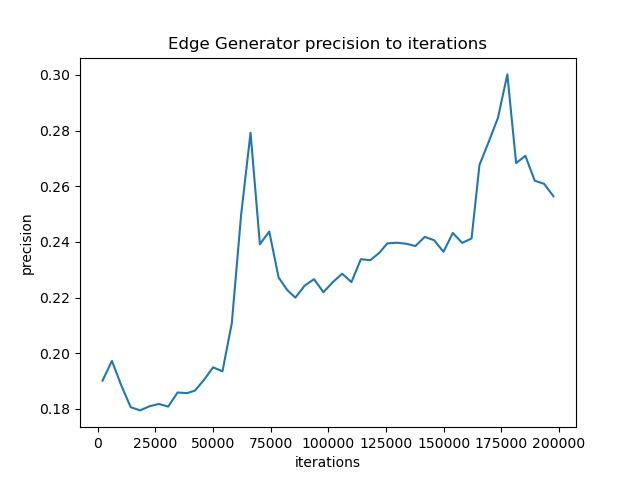 Edge Generator precision to iterations
0.30
0.28
0.26
0.24
0.22
0.20
0.18
precision
0 25000 50000 75000 100000 125000 150000 175000 200000
iterations